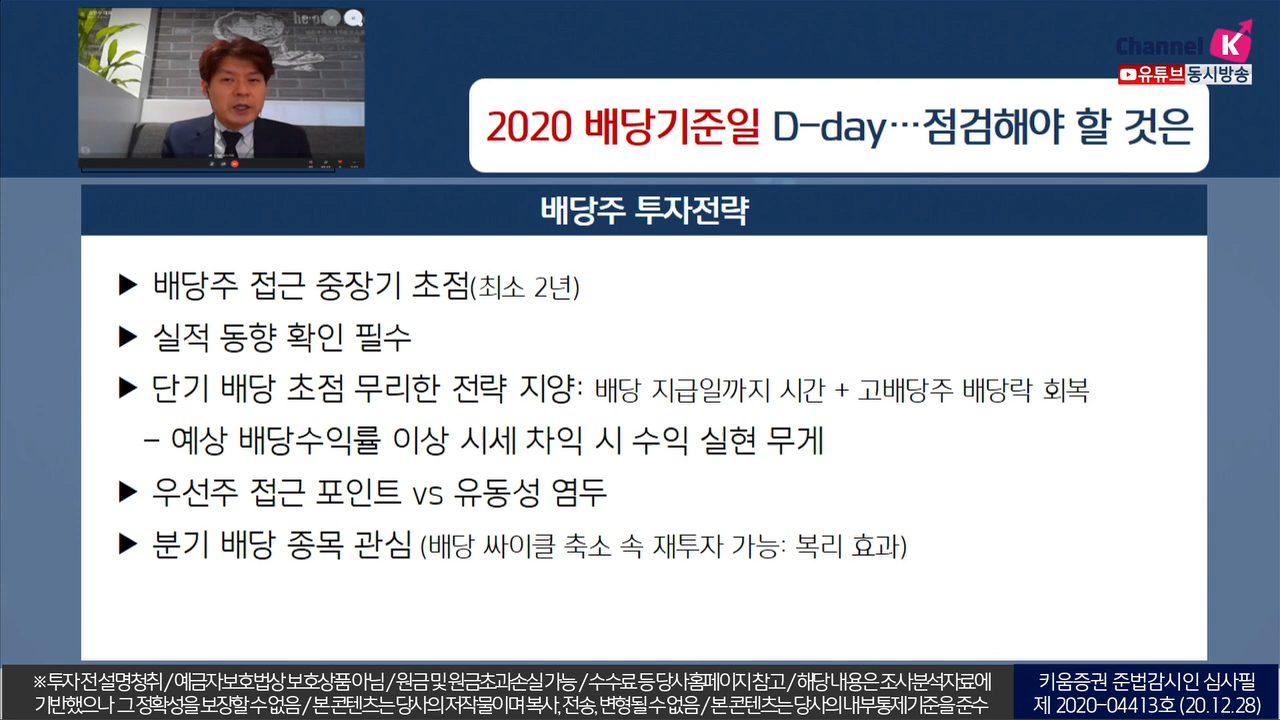 Channel K
유튜브동시방송
2020 배당기준일 D-day…점검해야 할 것은
배당주 투자전략
▶ 배당주 접근 중장기 초점(최소 2년)
▶ 실적 동향 확인 필수
▶ 단기 배당 초점 무리한 전략 지양: 배당 지급일까지 시간 + 고배당주 배당락 회복
– 예상 배당수익률 이상 시세 차익 시 수익 실현 무게
▶ 우선주 접근 포인트 vs 유동성 염두
▶ 분기 배당 종목 관심 (배당 싸이클 축소 속 재투자 가능: 복리 효과)
※ 투자 전 설명청취 / 예금자보호법상 보호상품 아님 / 원금 및 원금초과손실 가능 / 수수료 등 당사홈페이지 참고 / 해당 내용은 조사분석자료에
기반했으나 그 정확성을 보장할 수 없음 / 본 콘텐츠는 당사의 저작물이며 복사, 전송, 변형될 수 없음 / 본 콘텐츠는 당사의 내부통제기준을 준수
키움증권 준법감시인 심사필
제 2020-04413호 (20.12.28)